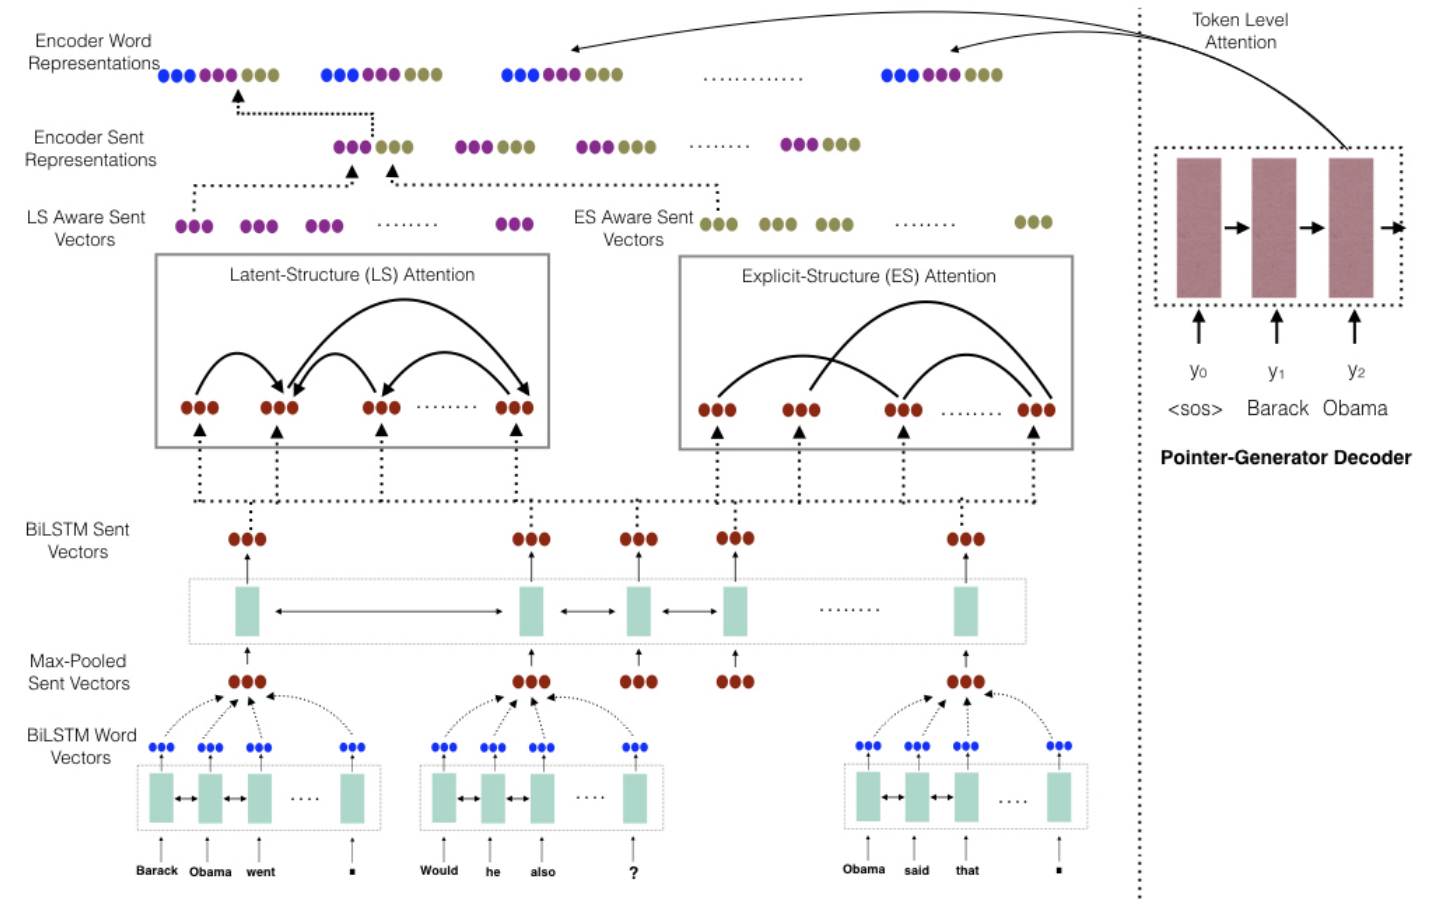 Encoder Word
Representations
Token Level
Attention
Encoder Sent
Representations
LS Aware Sent
Vectors
ES Aware Sent
Vectors
Latent-Structure (LS) Attention
Explicit-Structure (ES) Attention
y₀ y₁ y₂
<sos> Barack Obama
Pointer-Generator Decoder
BiLSTM Sent
Vectors
Max-Pooled
Sent Vectors
BiLSTM Word
Vectors
Barack Obama went .
Would he also ?
Obama said that .